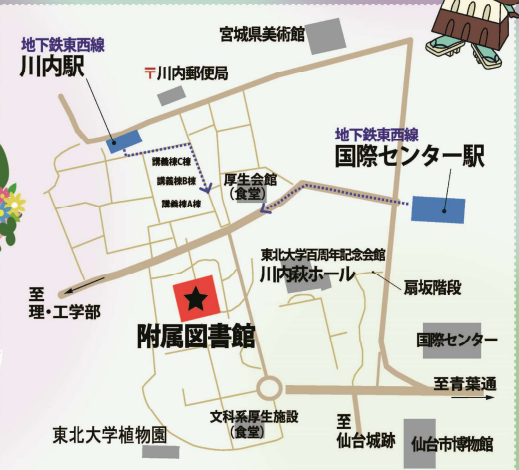 宮城県美術館
地下鉄東西線
川内駅
〒川内郵便局
地下鉄東西線
国際センター駅
講義棟C棟
講義棟B棟
講義棟A棟
厚生会館
(食堂)
東北大学百周年記念会館
川内萩ホール
扇坂階段
至
理・工学部
附属図書館
国際センター
至青葉通
文科系厚生施設
(食堂)
至
仙台城跡
東北大学植物園
仙台市博物館